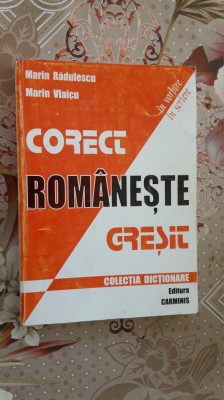 Marin Rădulescu
Marin Vlaicu
în vorbire
în scriere
CORECT
ROMÂNEȘTE
GREȘIT
COLECȚIA DICȚIONARE
Editura
CARMINIS